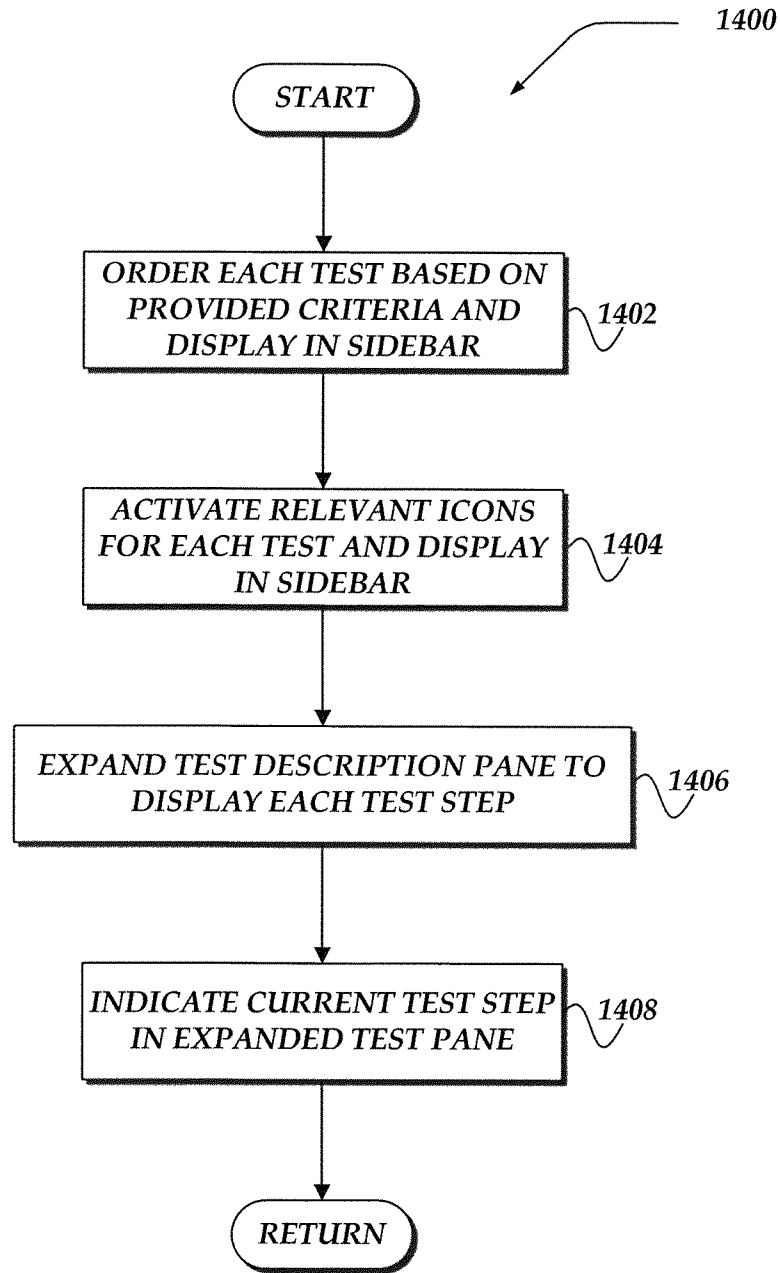 1400
START
ORDER EACH TEST BASED ON
PROVIDED CRITERIA AND
DISPLAY IN SIDEBAR
1402
ACTIVATE RELEVANT ICONS
FOR EACH TEST AND DISPLAY
IN SIDEBAR
1404
EXPAND TEST DESCRIPTION PANE TO
DISPLAY EACH TEST STEP
1406
INDICATE CURRENT TEST STEP
IN EXPANDED TEST PANE
1408
RETURN